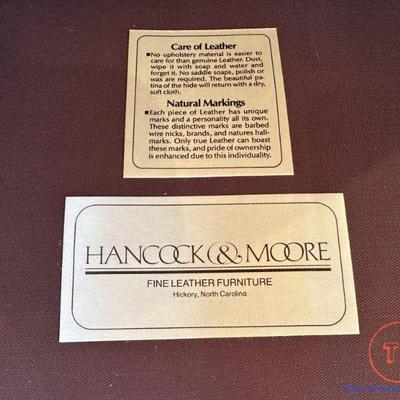 Care of Leather
■No upholstery material is easier to
care for than genuine Leather. Dust,
wipe it with soap and water and
forget it. No saddle soaps, polish or
wax are required. The beautiful pa-
tina of the hide will return with a dry,
soft cloth.
Natural Markings
■Each piece of Leather has unique
marks and a personality all its own.
These distinctive marks are barbed
wire nicks, brands, and natures hall-
marks. Only true Leather can boast
these marks, and pride of ownership
is enhanced due to this individuality.
HANCOCK & MOORE
FINE LEATHER FURNITURE
Hickory, North Carolina